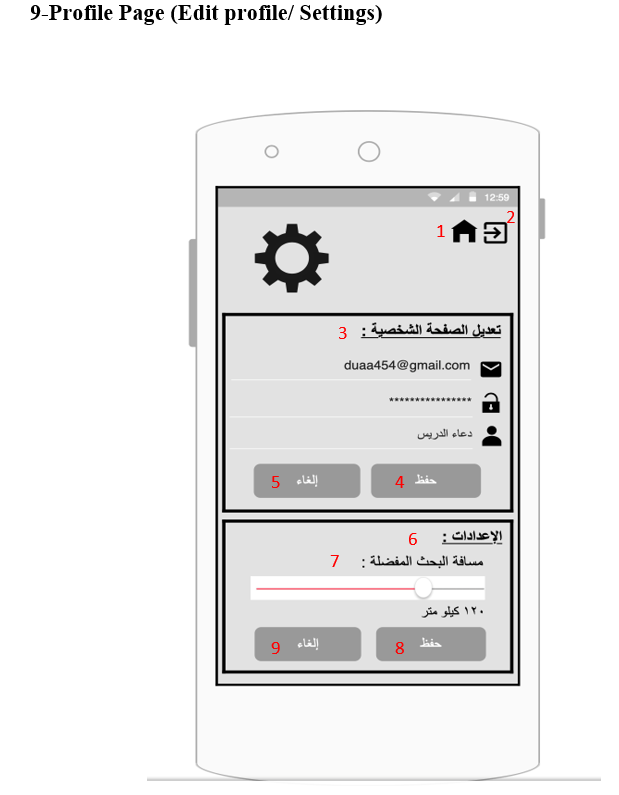 9-Profile Page (Edit profile/ Settings)
12:59
2
1
3 تعديل الصفحة الشخصية :
duaa454@gmail.com
****************
دعاء الدريس
5 إلغاء 4 حفظ
6 الإعدادات :
7 مسافة البحث المفضلة :
١٢٠ كيلو متر
9 إلغاء 8 حفظ